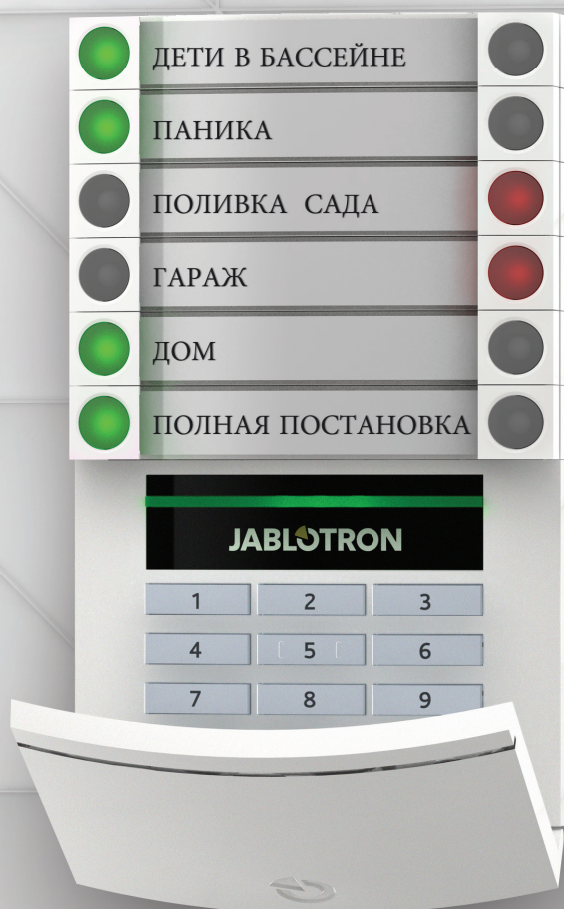 ДЕТИ В БАССЕЙНЕ
ПАНИКА
ПОЛИВКА САДА
ГАРАЖ
ДОМ
ПОЛНАЯ ПОСТАНОВКА
JABLOTRON
1 2 3
4 5 6
7 8 9